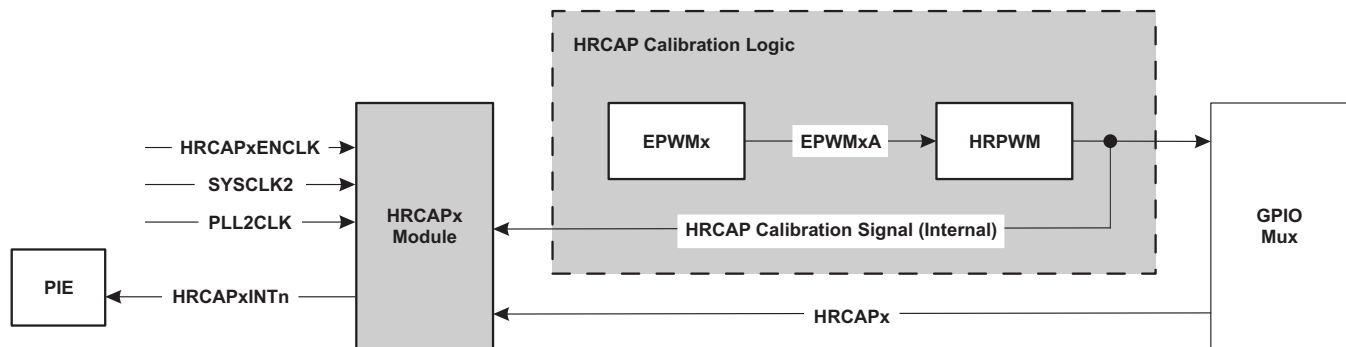 HRCAP Calibration Logic
EPWMx
EPWMxA
HRPWM
HRCAPxENCLK
SYSCLK2
PLL2CLK
HRCAPx
Module
HRCAP Calibration Signal (Internal)
GPIO
Mux
PIE
HRCAPxINTn
HRCAPx